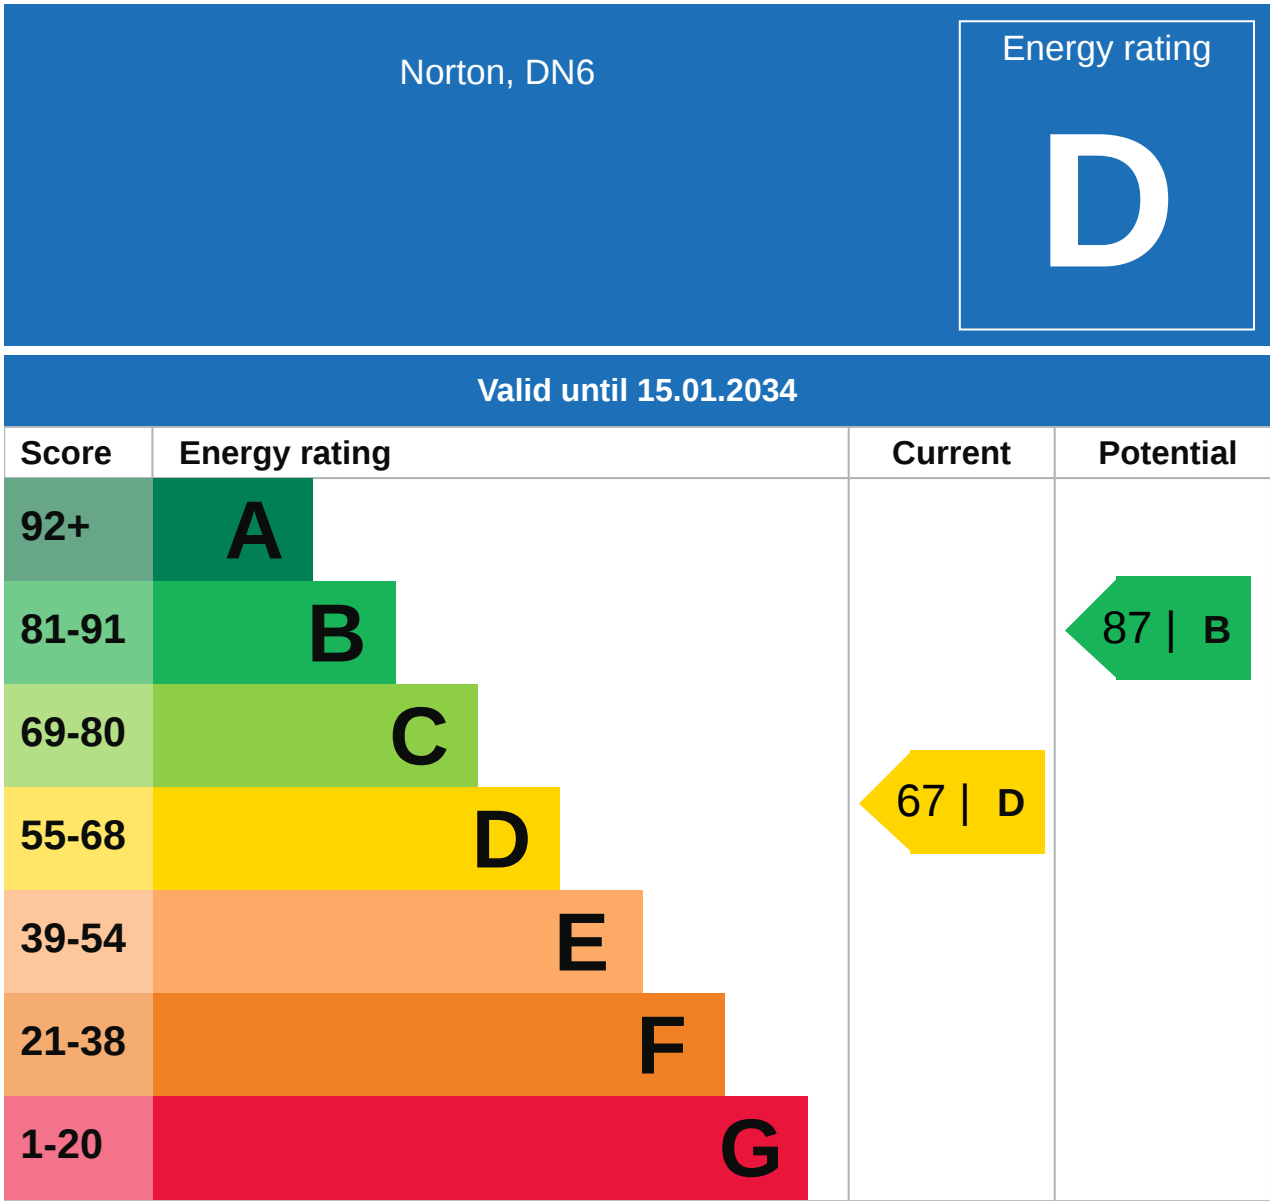 Norton, DN6
Energy rating
D
Valid until 15.01.2034
Score Energy rating Current Potential
92+ A
81-91 B 87 | B
69-80 C
55-68 D 67 | D
39-54 E
21-38 F
1-20 G